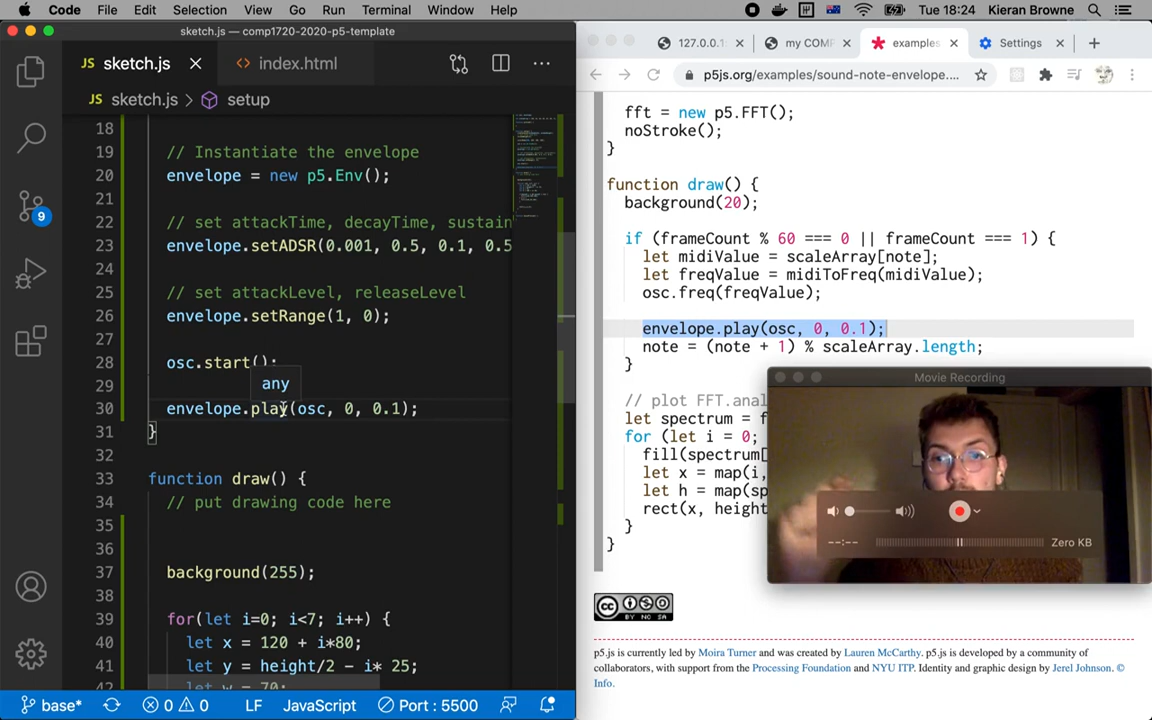 Code File Edit Selection View Go Run Terminal Window Help Tue 18:24 Kieran Browne
sketch.js — comp1720-2020-p5-template
JS sketch.js
<> index.html
JS sketch.js > setup
18
19 // Instantiate the envelope
20 envelope = new p5.Env();
21
22 // set attackTime, decayTime, sustain
23 envelope.setADSR(0.001, 0.5, 0.1, 0.5
24
25 // set attackLevel, releaseLevel
26 envelope.setRange(1, 0);
27
28 osc.start();
any
29
30 envelope.play(osc, 0, 0.1);
31 }
32
33 function draw() {
34 // put drawing code here
35
36
37 background(255);
38
39 for(let i=0; i<7; i++) {
40 let x = 120 + i*80;
41 let y = height/2 - i* 25;
42 let w = 70;
9
base* 0 0 LF JavaScript Port : 5500
127.0.0.1:
my COMP
examples
Settings
p5js.org/examples/sound-note-envelope....
fft = new p5.FFT();
noStroke();
}
function draw() {
background(20);
if (frameCount % 60 === 0 || frameCount === 1) {
let midiValue = scaleArray[note];
let freqValue = midiToFreq(midiValue);
osc.freq(freqValue);
envelope.play(osc, 0, 0.1);
note = (note + 1) % scaleArray.length;
}
// plot FFT.anal
let spectrum = f
for (let i = 0;
fill(spectrum[
let x = map(i,
let h = map(sp
rect(x, height
}
}
Movie Recording
--:-- Zero KB
cc BY NC SA
p5.js is currently led by Moira Turner and was created by Lauren McCarthy. p5.js is developed by a community of
collaborators, with support from the Processing Foundation and NYU ITP. Identity and graphic design by Jerel Johnson. ©
Info.